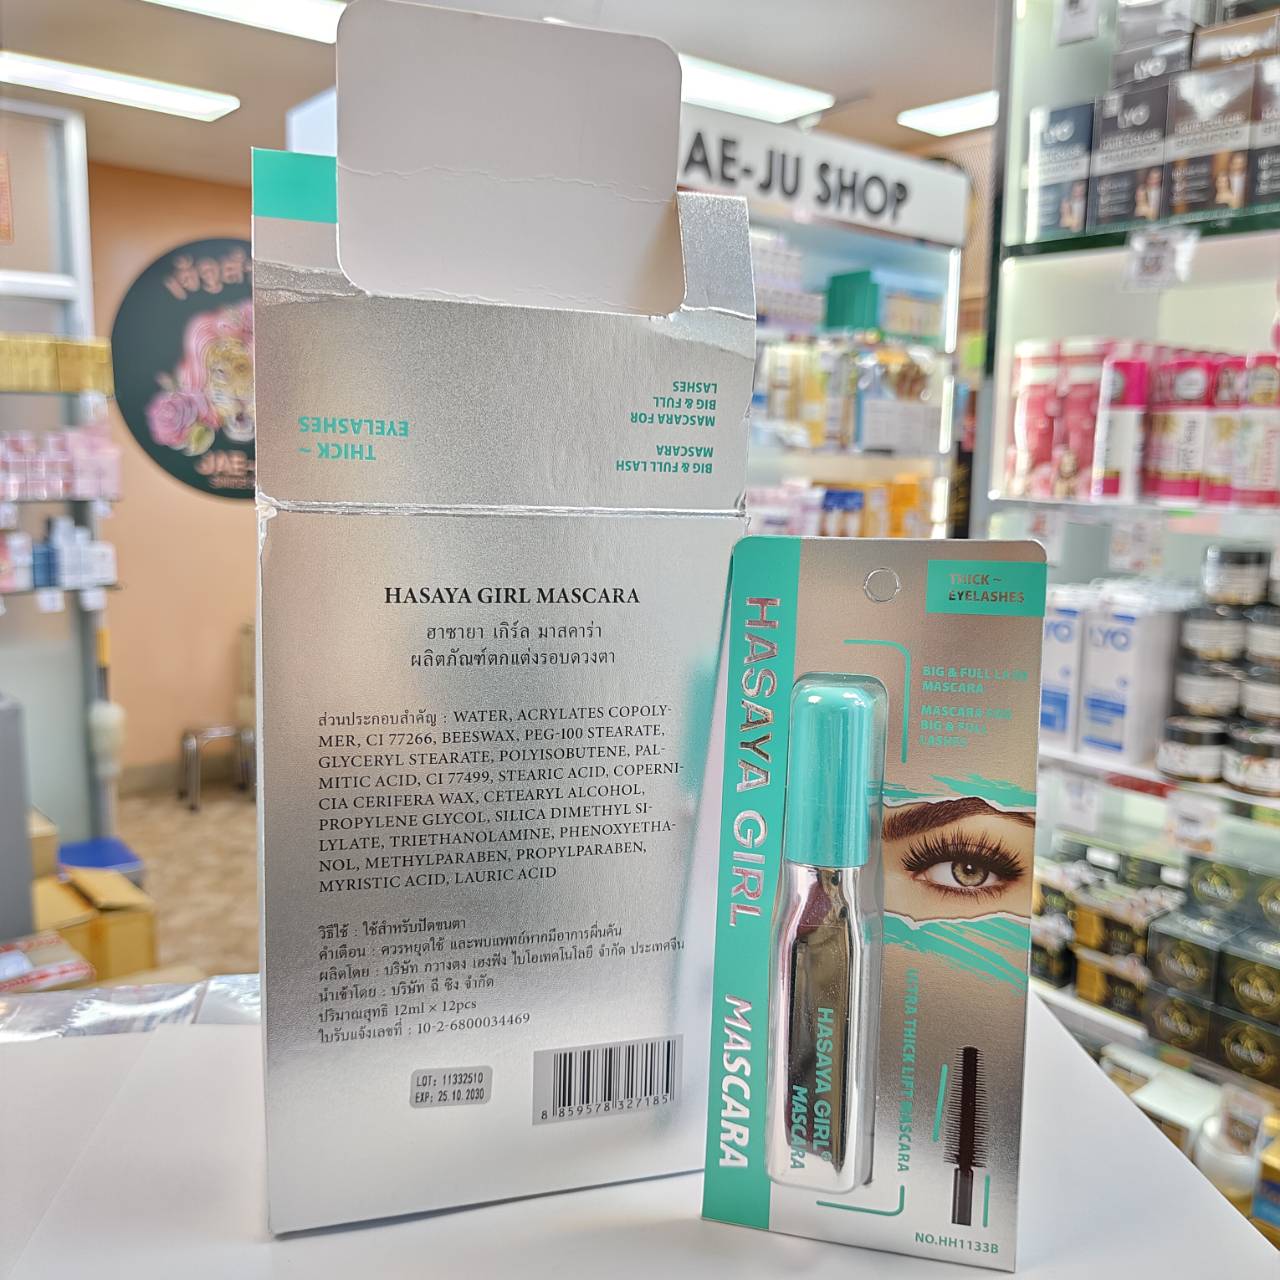 AE-JU SHOP
เจ๊จูส์
JAE-
LYO
LYO
LYO
THICK ~
EYELASHES
BIG & FULL LASH
MASCARA
MASCARA FOR
BIG & FULL
LASHES
HASAYA GIRL MASCARA
ฮาซายา เกิร์ล มาสคาร่า
ผลิตภัณฑ์ตกแต่งรอบดวงตา
ส่วนประกอบสำคัญ : WATER, ACRYLATES COPOLY-
MER, CI 77266, BEESWAX, PEG-100 STEARATE,
GLYCERYL STEARATE, POLYISOBUTENE, PAL-
MITIC ACID, CI 77499, STEARIC ACID, COPERNI-
CIA CERIFERA WAX, CETEARYL ALCOHOL,
PROPYLENE GLYCOL, SILICA DIMETHYL SI-
LYLATE, TRIETHANOLAMINE, PHENOXYETHA-
NOL, METHYLPARABEN, PROPYLPARABEN,
MYRISTIC ACID, LAURIC ACID
วิธีใช้ : ใช้สำหรับปัดขนตา
คำเตือน : ควรหยุดใช้ และพบแพทย์หากมีอาการผื่นคัน
ผลิตโดย : บริษัท กวางตง เฮงฟัง ไบโอเทคโนโลยี จำกัด ประเทศจีน
นำเข้าโดย : บริษัท ฉี ซิง จำกัด
ปริมาณสุทธิ 12ml × 12pcs
ใบรับแจ้งเลขที่ : 10-2-6800034469
LOT: 11332510
EXP: 25.10.2030
8 859578 327185
THICK ~
EYELASHES
BIG & FULL LASH
MASCARA
MASCARA FOR
BIG & FULL
LASHES
HASAYA GIRL MASCARA
HASAYA GIRL
MASCARA
ULTRA THICK LIFT MASCARA
NO.HH1133B
LYO